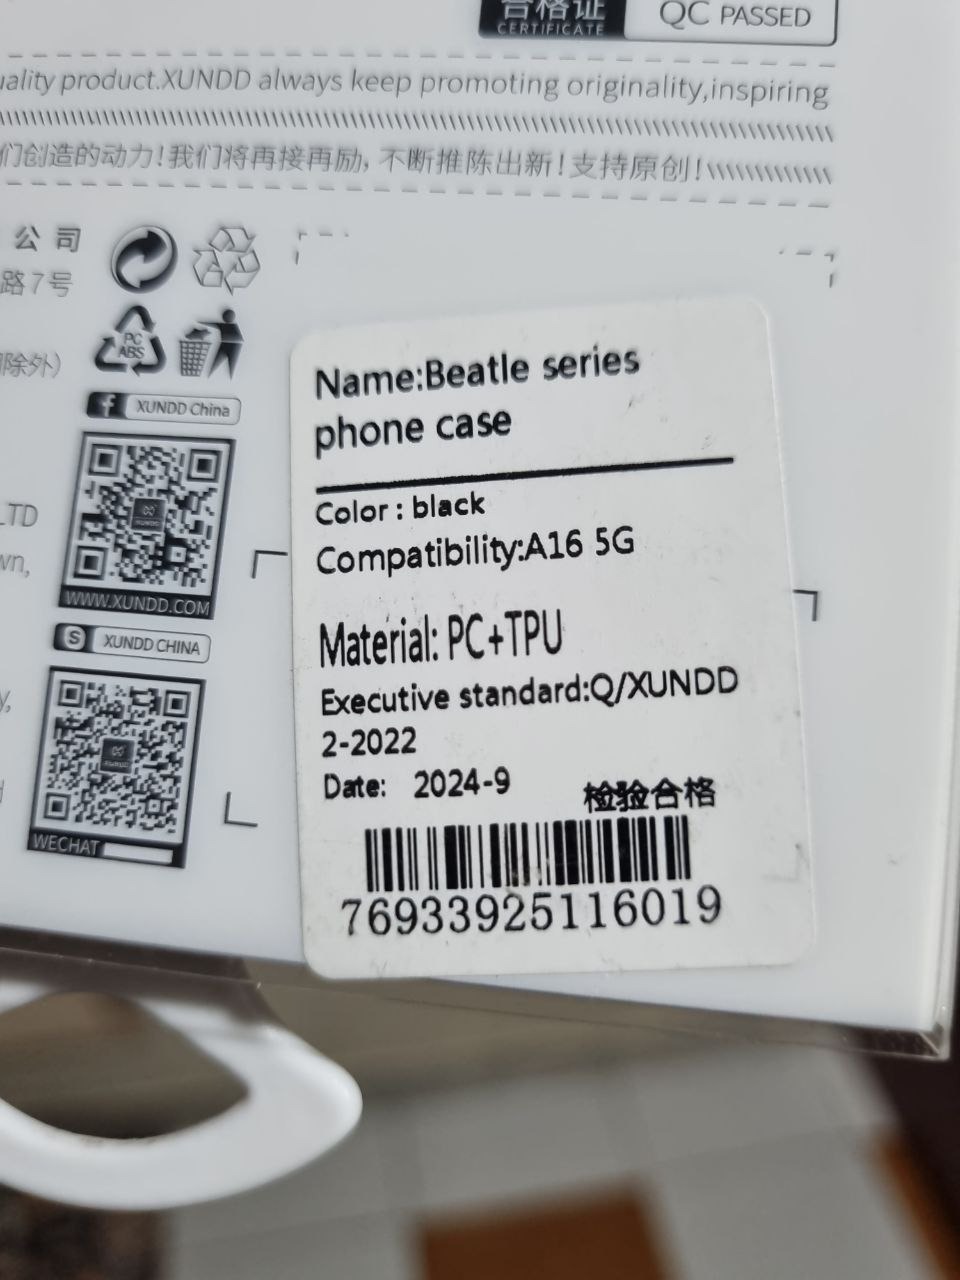 合格证
CERTIFICATE
QC PASSED
quality product.XUNDD always keep promoting originality,inspiring
们创造的动力！我们将再接再励，不断推陈出新！支持原创！
公司
路7号
除外）
PC
ABS
XUNDD China
LTD
WWW.XUNDD.COM
XUNDD CHINA
WECHAT
Name:Beatle series
phone case
Color : black
Compatibility:A16 5G
Material: PC+TPU
Executive standard:Q/XUNDD
2-2022
Date: 2024-9
检验合格
76933925116019